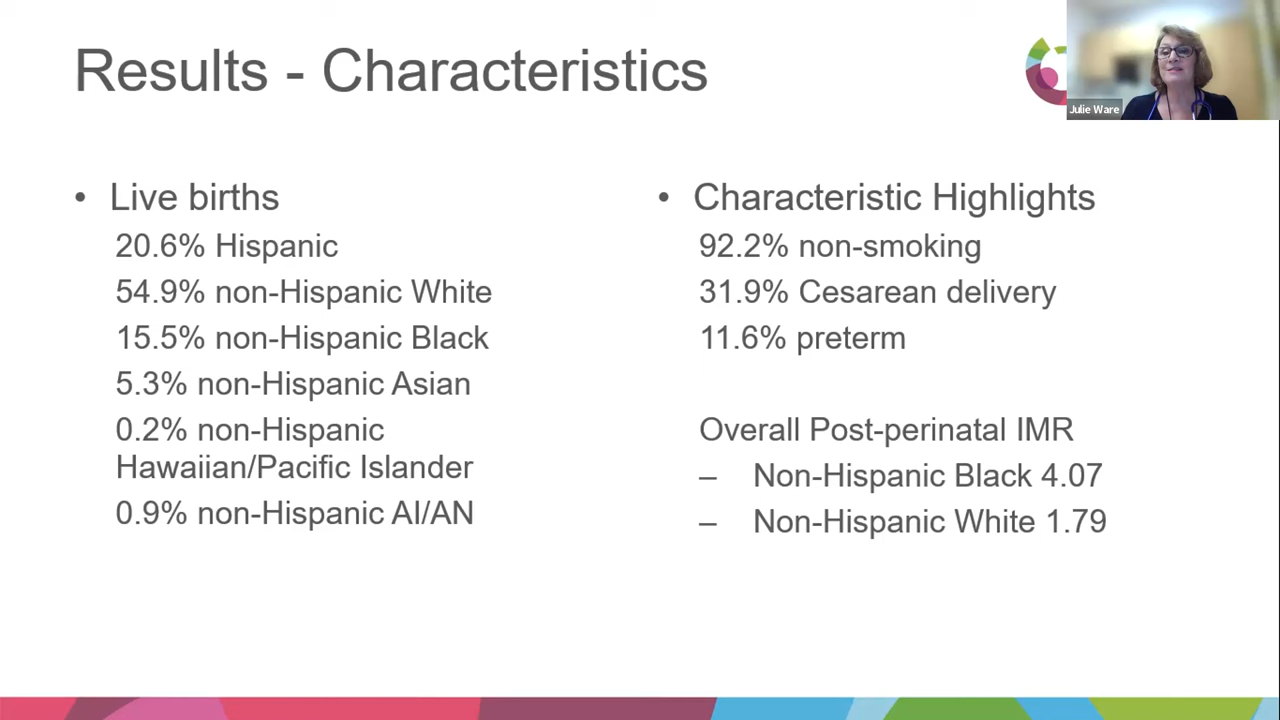 Results - Characteristics
Julie Ware
• Live births
20.6% Hispanic
54.9% non-Hispanic White
15.5% non-Hispanic Black
5.3% non-Hispanic Asian
0.2% non-Hispanic
Hawaiian/Pacific Islander
0.9% non-Hispanic AI/AN
• Characteristic Highlights
92.2% non-smoking
31.9% Cesarean delivery
11.6% preterm
Overall Post-perinatal IMR
– Non-Hispanic Black 4.07
– Non-Hispanic White 1.79